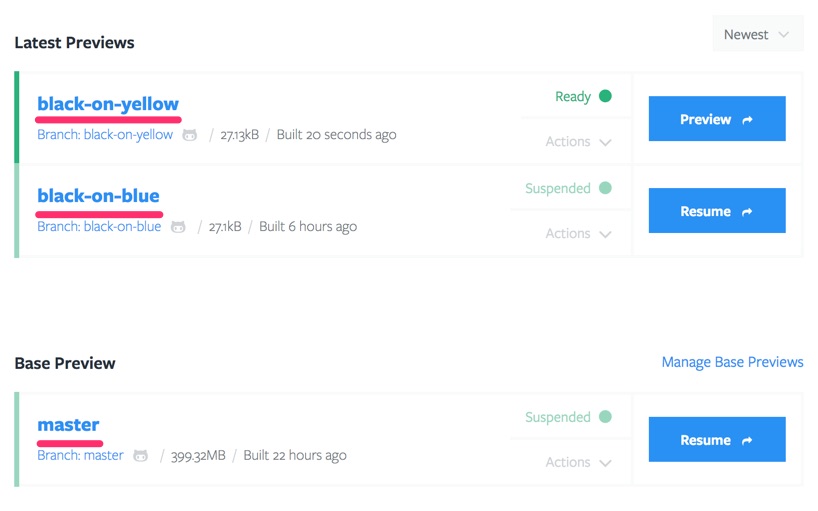 Newest
Latest Previews
black-on-yellow
Ready
Preview
Branch: black-on-yellow / 27.13kB / Built 20 seconds ago
Actions
black-on-blue
Suspended
Resume
Branch: black-on-blue / 27.1kB / Built 6 hours ago
Actions
Base Preview
Manage Base Previews
master
Suspended
Resume
Branch: master / 399.32MB / Built 22 hours ago
Actions